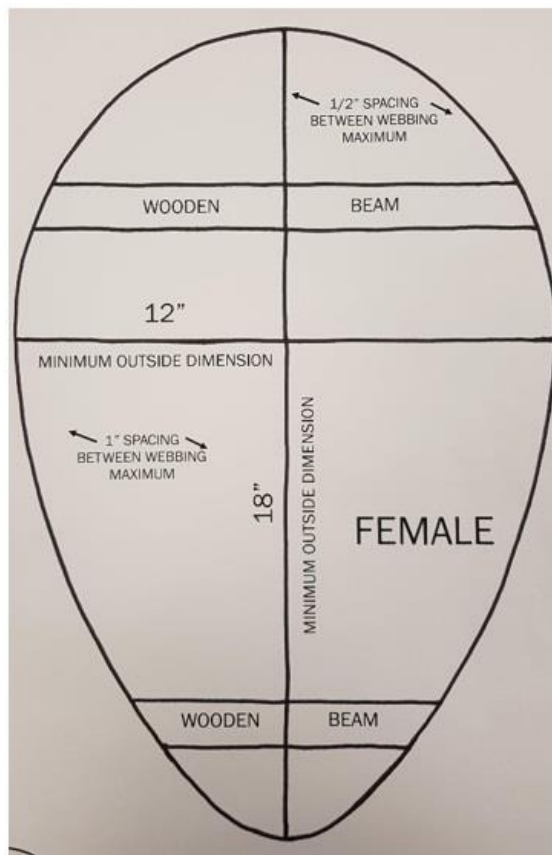 1/2" SPACING
BETWEEN WEBBING
MAXIMUM
WOODEN BEAM
12"
MINIMUM OUTSIDE DIMENSION
1" SPACING
BETWEEN WEBBING
MAXIMUM
18"
MINIMUM OUTSIDE DIMENSION
FEMALE
WOODEN BEAM